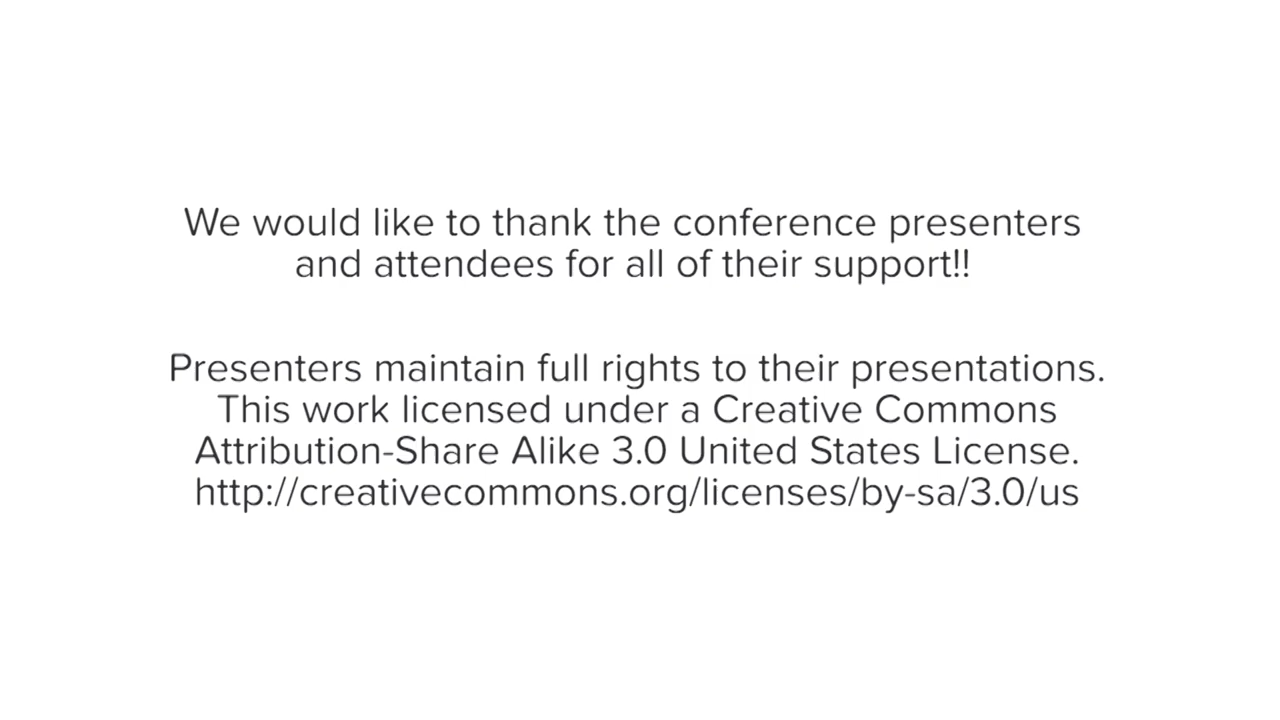 We would like to thank the conference presenters
and attendees for all of their support!!
Presenters maintain full rights to their presentations.
This work licensed under a Creative Commons
Attribution-Share Alike 3.0 United States License.
http://creativecommons.org/licenses/by-sa/3.0/us